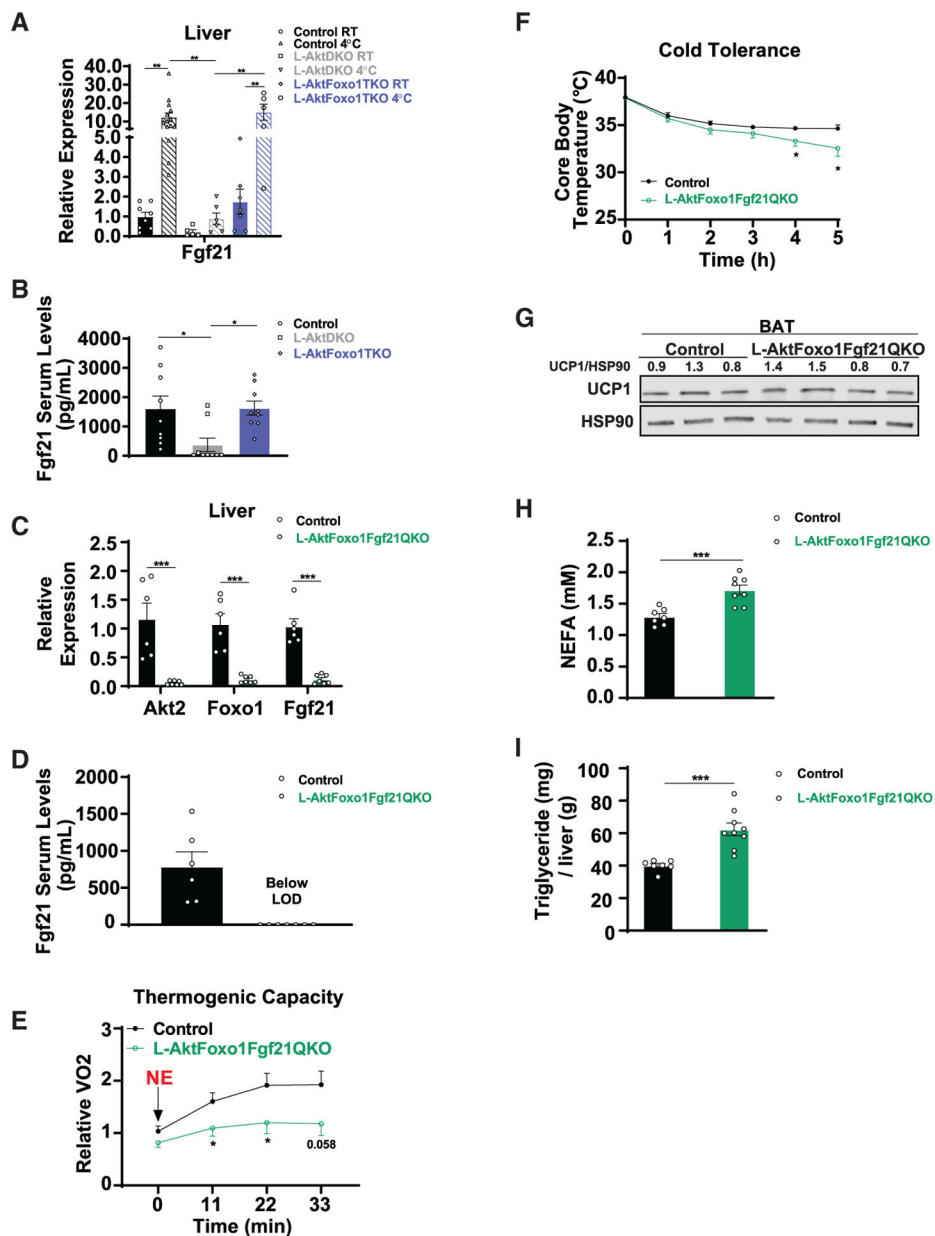 A
Liver
Control RT
Control 4°C
L-AktDKO RT
L-AktDKO 4°C
L-AktFoxo1TKO RT
L-AktFoxo1TKO 4°C
**
**
**
**
Relative Expression
40.0
30.0
20.0
10.0
5.0
4.0
3.0
2.0
1.0
0.0
Fgf21
B
Control
L-AktDKO
L-AktFoxo1TKO
*
*
Fgf21 Serum Levels
(pg/mL)
4000
3000
2000
1000
0
C
Liver
Control
L-AktFoxo1Fgf21QKO
***
***
***
Relative
Expression
2.5
2.0
1.5
1.0
0.5
0.0
Akt2 Foxo1 Fgf21
D
Control
L-AktFoxo1Fgf21QKO
Fgf21 Serum Levels
(pg/mL)
2000
1500
1000
500
0
Below
LOD
E
Thermogenic Capacity
Control
L-AktFoxo1Fgf21QKO
NE
Relative VO2
3
2
1
0
* * 0.058
0 11 22 33
Time (min)
F
Cold Tolerance
Core Body
Temperature (°C)
40
35
30
25
*
*
Control
L-AktFoxo1Fgf21QKO
0 1 2 3 4 5
Time (h)
G
BAT
Control L-AktFoxo1Fgf21QKO
UCP1/HSP90 0.9 1.3 0.8 1.4 1.5 0.8 0.7
UCP1
HSP90
H
Control
L-AktFoxo1Fgf21QKO
***
NEFA (mM)
2.5
2.0
1.5
1.0
0.5
0.0
I
Control
L-AktFoxo1Fgf21QKO
***
Triglyceride (mg)
/ liver (g)
100
80
60
40
20
0